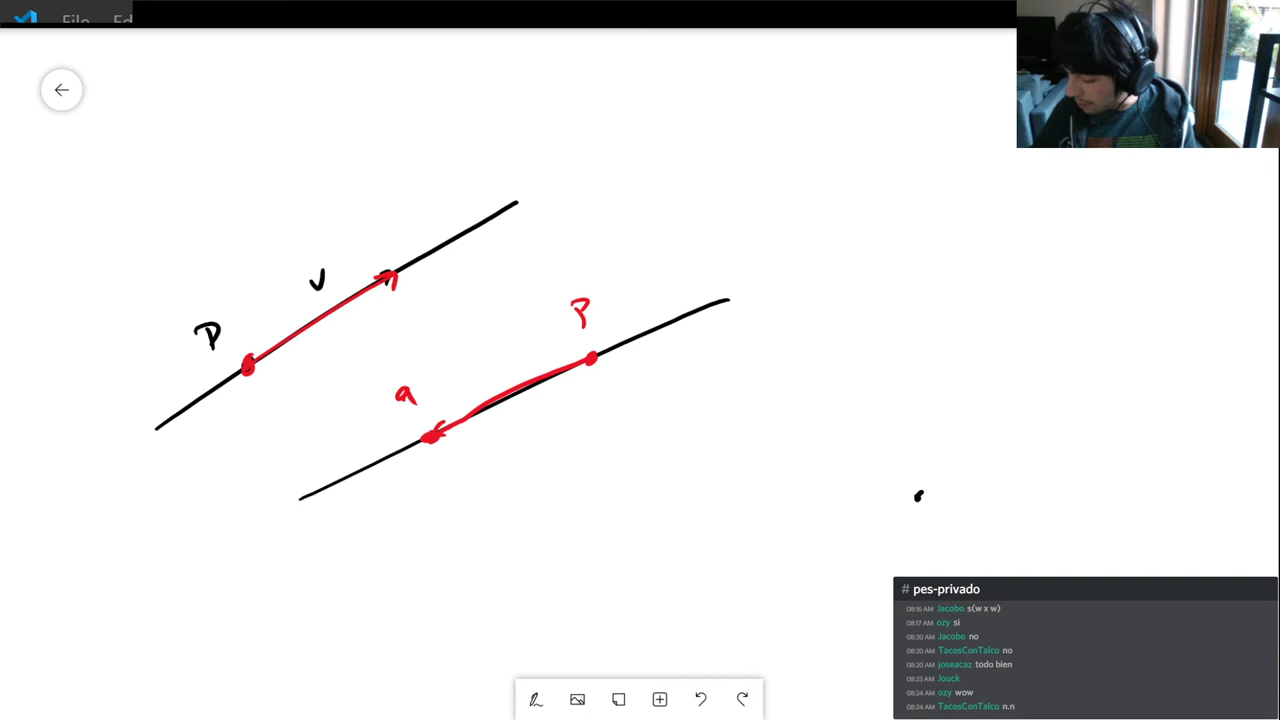 File Ed
v
P
P
a
# pes-privado
08:16 AM Jacobo s(w x w)
08:17 AM ozy si
08:20 AM Jacobo no
08:20 AM TacosConTalco no
08:20 AM joseacaz todo bien
08:23 AM Jouck
08:24 AM ozy wow
08:24 AM TacosConTalco n.n